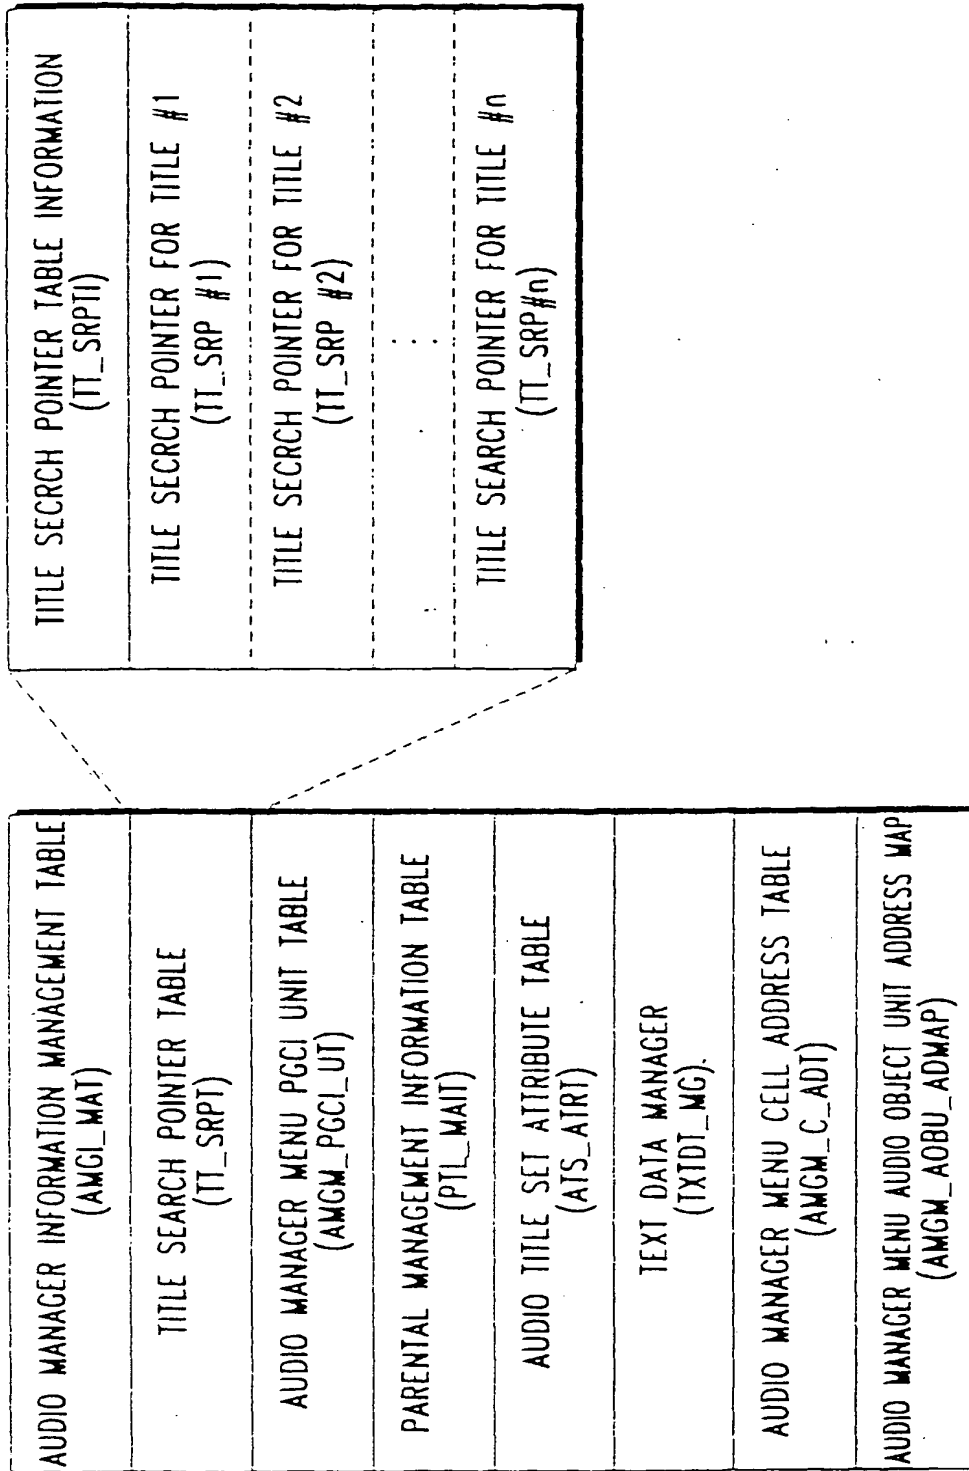 AUDIO MANAGER INFORMATION MANAGEMENT TABLE
(AMGI_MAT)
TITLE SEARCH POINTER TABLE
(TT_SRPT)
AUDIO MANAGER MENU PGCI UNIT TABLE
(AMGM_PGCI_UT)
PARENTAL MANAGEMENT INFORMATION TABLE
(PTL_MAIT)
AUDIO TITLE SET ATTRIBUTE TABLE
(ATS_ATRT)
TEXT DATA MANAGER
(TXTDT_MG)
AUDIO MANAGER MENU CELL ADDRESS TABLE
(AMGM_C_ADT)
AUDIO MANAGER MENU AUDIO OBJECT UNIT ADDRESS MAP
(AMGM_AOBU_ADMAP)
TITLE SECRCH POINTER TABLE INFORMATION
(TT_SRPTI)
TITLE SECRCH POINTER FOR TITLE #1
(TT_SRP #1)
TITLE SECRCH POINTER FOR TITLE #2
(TT_SRP #2)
. . .
TITLE SEARCH POINTER FOR TITLE #n
(TT_SRP#n)